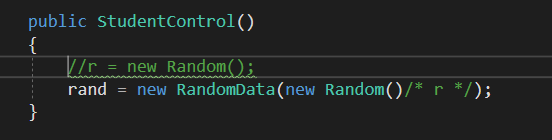 public StudentControl()
{
//r = new Random();
rand = new RandomData(new Random()/* r */);
}